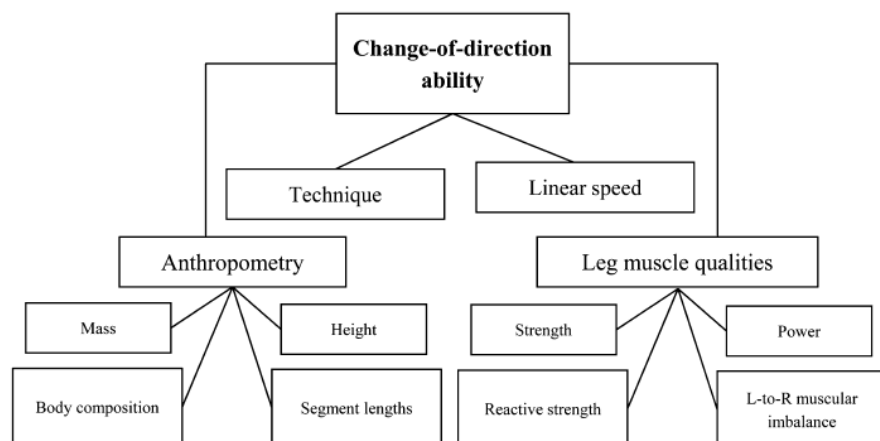 Change-of-direction
ability
Technique
Linear speed
Anthropometry
Leg muscle qualities
Mass
Height
Strength
Power
Body composition
Segment lengths
Reactive strength
L-to-R muscular
imbalance